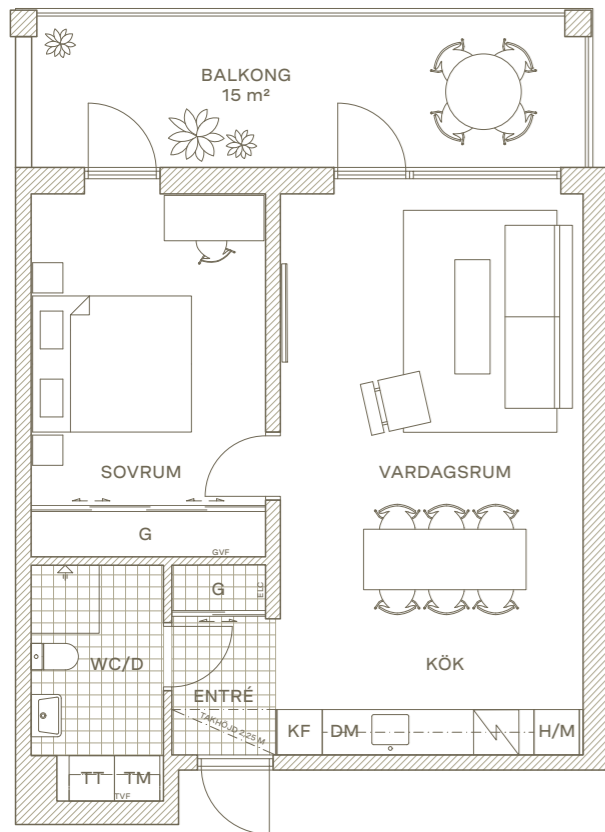 BALKONG
15 m²
SOVRUM
VARDAGSRUM
G
GVF
G
ELC
WC/D
ENTRÉ
KÖK
TAKHÖJD 2,25 M
KF
DM
H/M
TT
TM
TVF